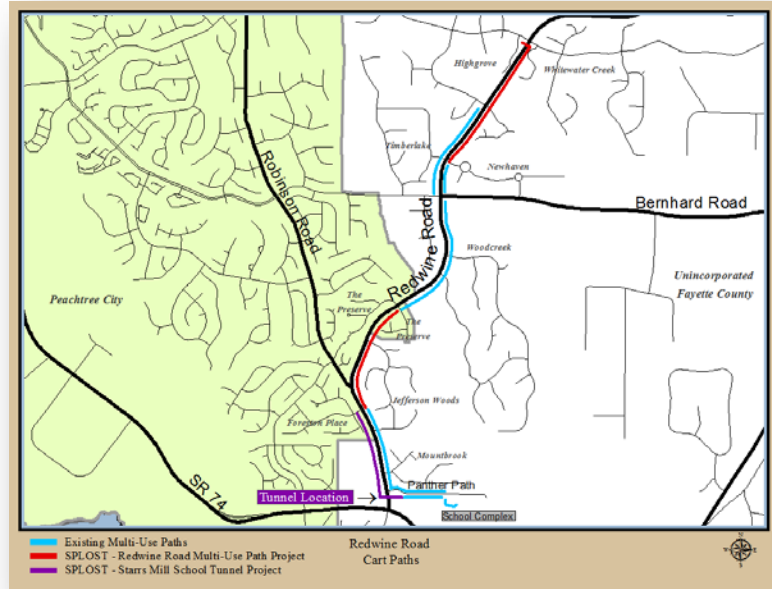 Highgrove
Whitewater Creek
Timberlake
Newhaven
Robinson Road
Bernhard Road
Redwine Road
Woodcreek
Unincorporated
Fayette County
Peachtree City
The
Preserve
The
Preserve
Jefferson Woods
Foreston Place
Mountbrook
Panther Path
SR 74
Tunnel Location
School Complex
Existing Multi-Use Paths
SPLOST - Redwine Road Multi-Use Path Project
SPLOST - Starrs Mill School Tunnel Project
Redwine Road
Cart Paths